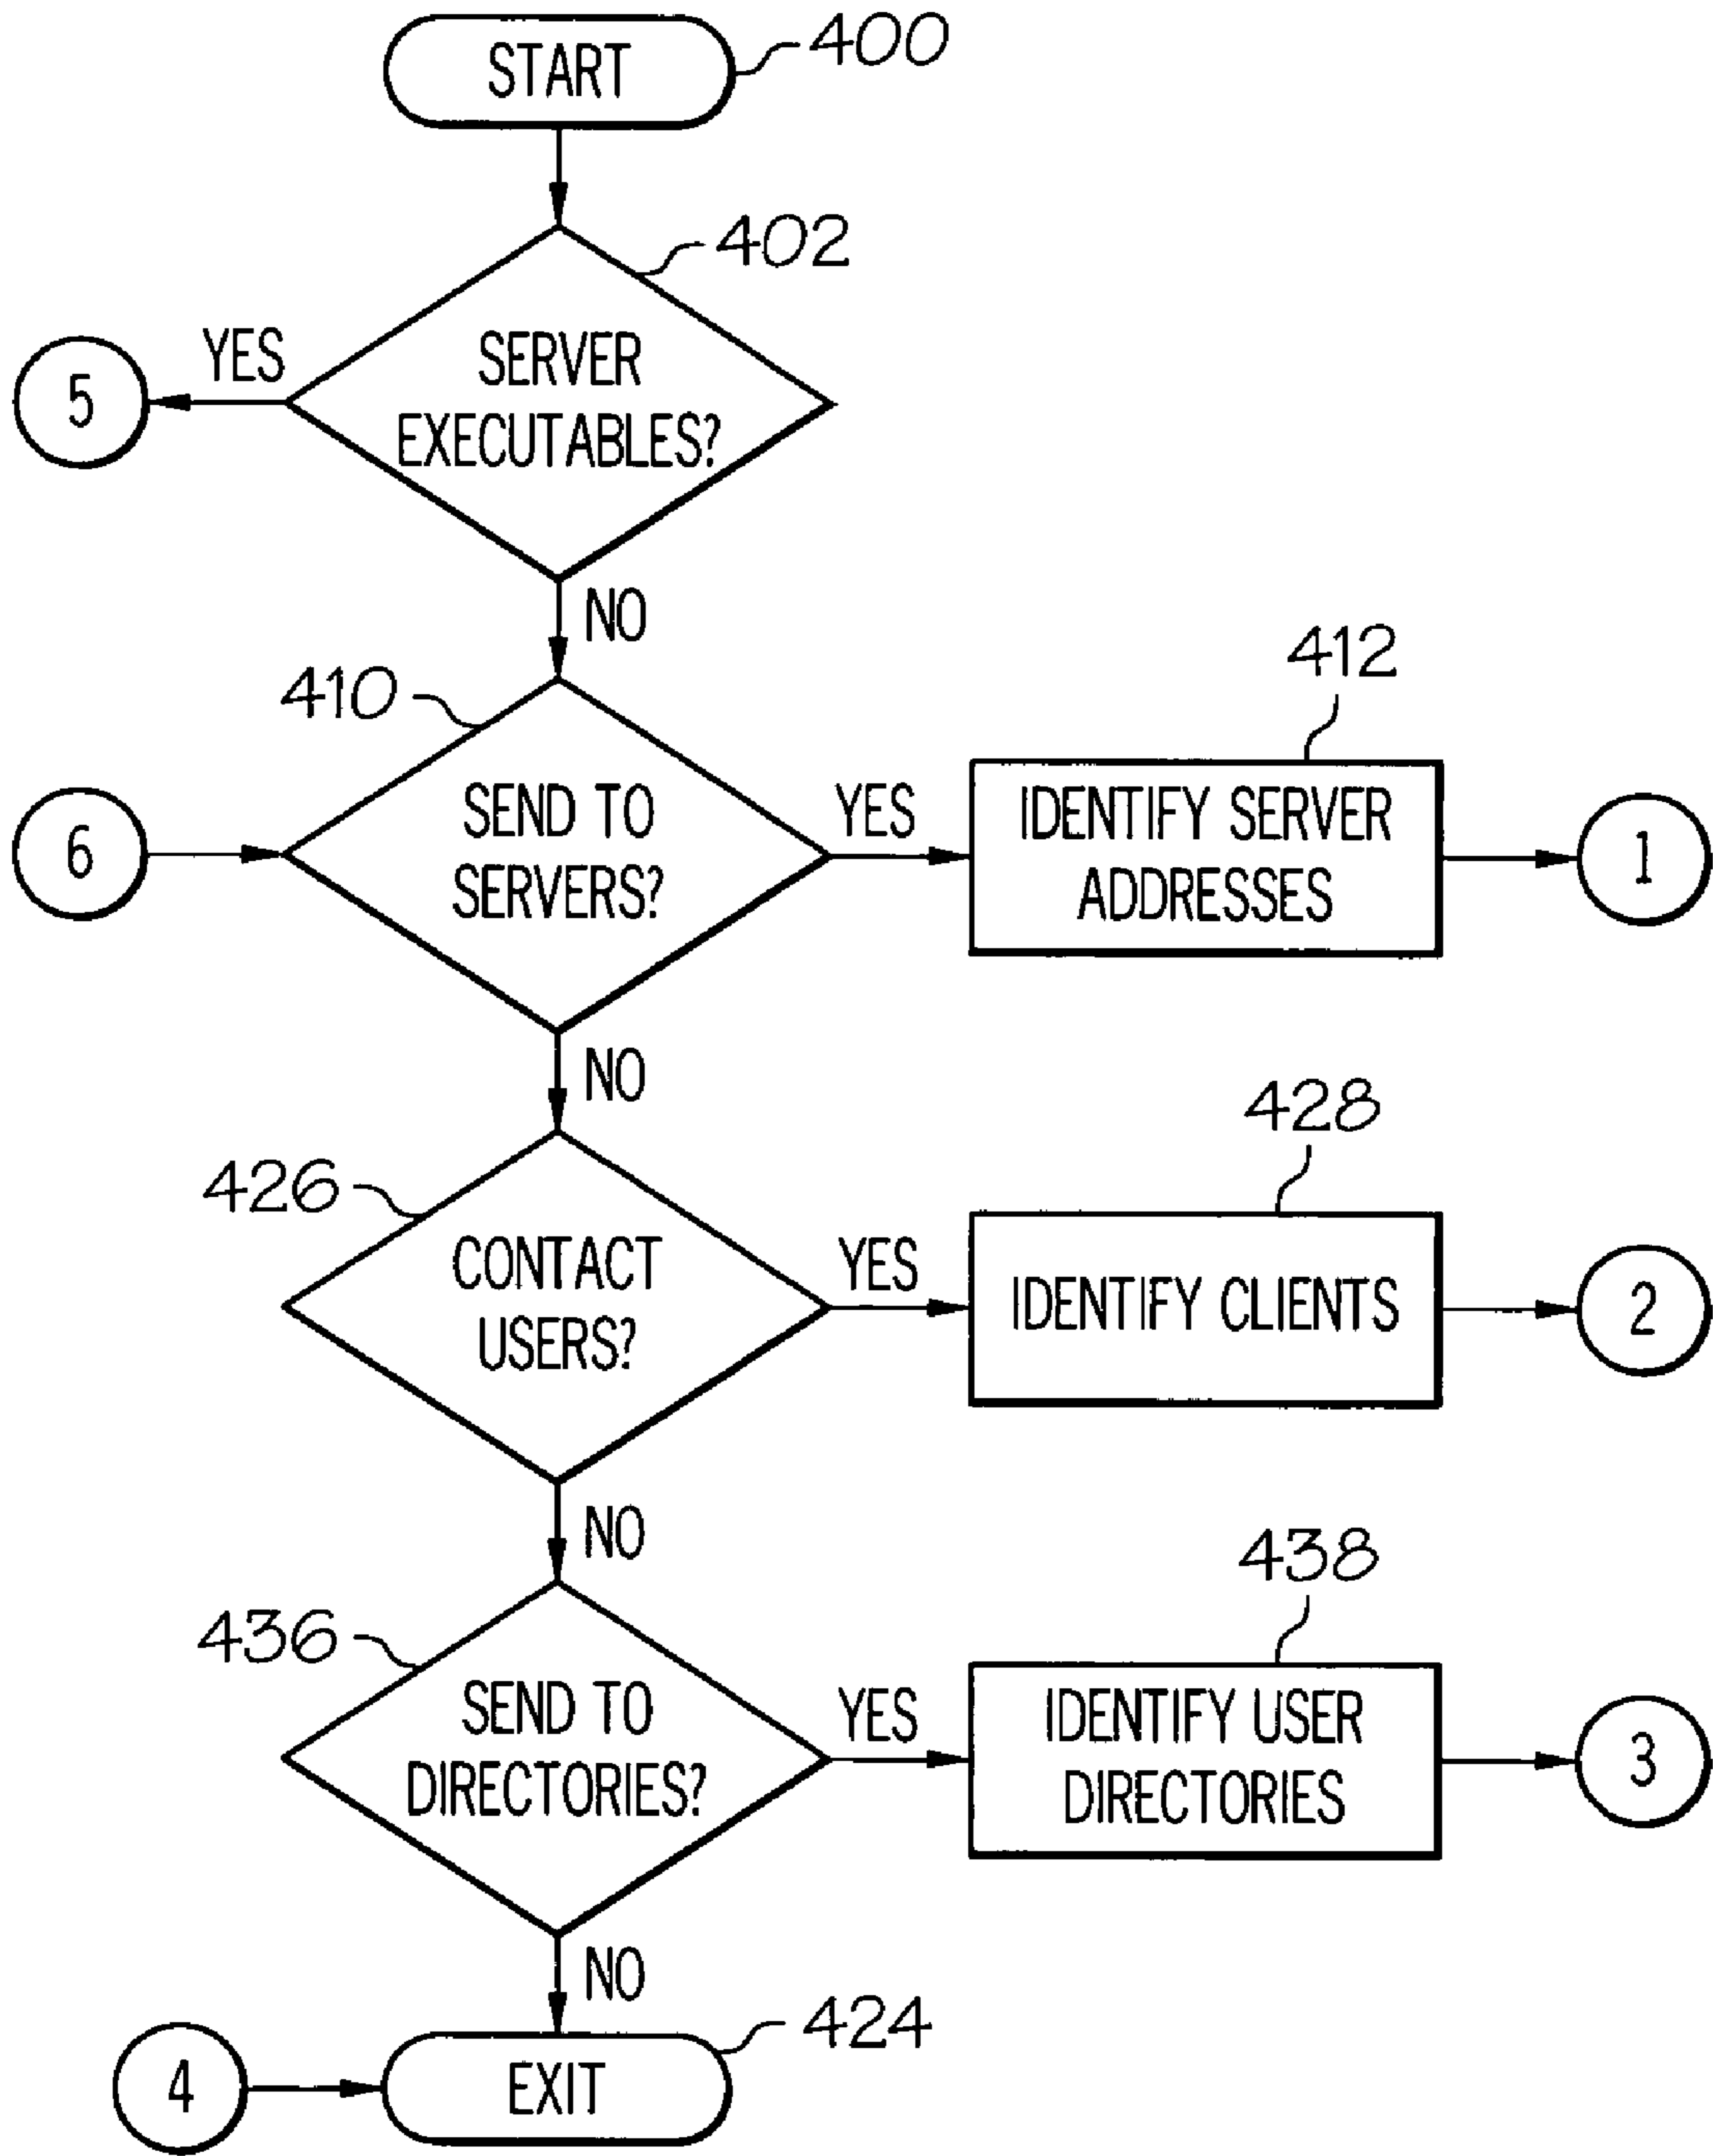 START
400
402
SERVER
EXECUTABLES?
YES
5
NO
410
412
6
SEND TO
SERVERS?
YES
IDENTIFY SERVER
ADDRESSES
1
NO
426
428
CONTACT
USERS?
YES
IDENTIFY CLIENTS
2
NO
436
438
SEND TO
DIRECTORIES?
YES
IDENTIFY USER
DIRECTORIES
3
NO
424
4
EXIT